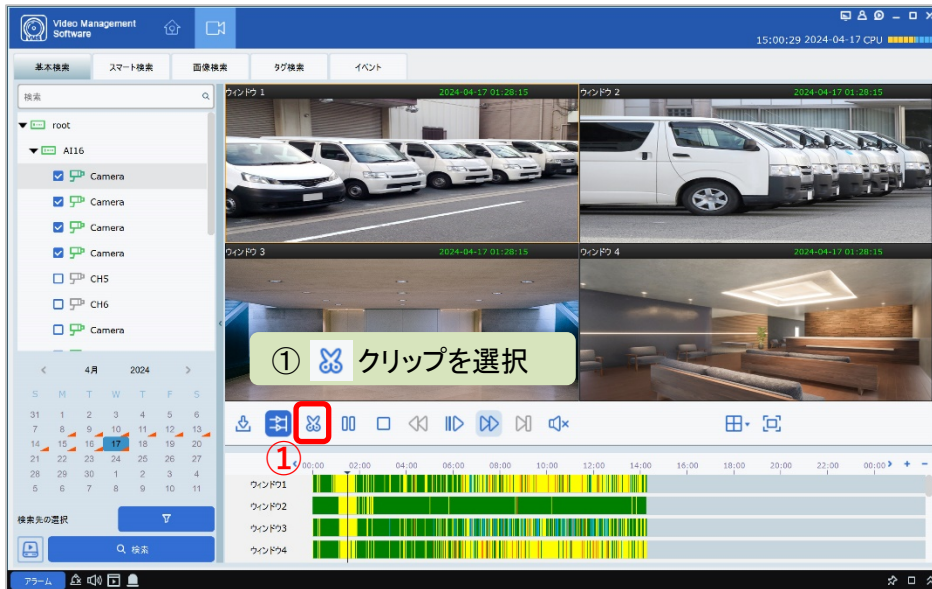 Video Management
Software
15:00:29 2024-04-17 CPU
基本検索 スマート検索 画像検索 タグ検索 イベント
検索
root
AI16
Camera
Camera
Camera
Camera
CH5
CH6
Camera
ウィンドウ 1 2024-04-17 01:28:15
ウィンドウ 2 2024-04-17 01:28:15
ウィンドウ 3 2024-04-17 01:28:15
ウィンドウ 4 2024-04-17 01:28:15
① クリップを選択
①
< 4月 2024 >
S M T W T F S
31 1 2 3 4 5 6
7 8 9 10 11 12 13
14 15 16 17 18 19 20
21 22 23 24 25 26 27
28 29 30 1 2 3 4
5 6 7 8 9 10 11
検索先の選択
検索
00:00 02:00 04:00 06:00 08:00 10:00 12:00 14:00 16:00 18:00 20:00 22:00 00:00 + -
ウィンドウ1
ウィンドウ2
ウィンドウ3
ウィンドウ4
アラーム